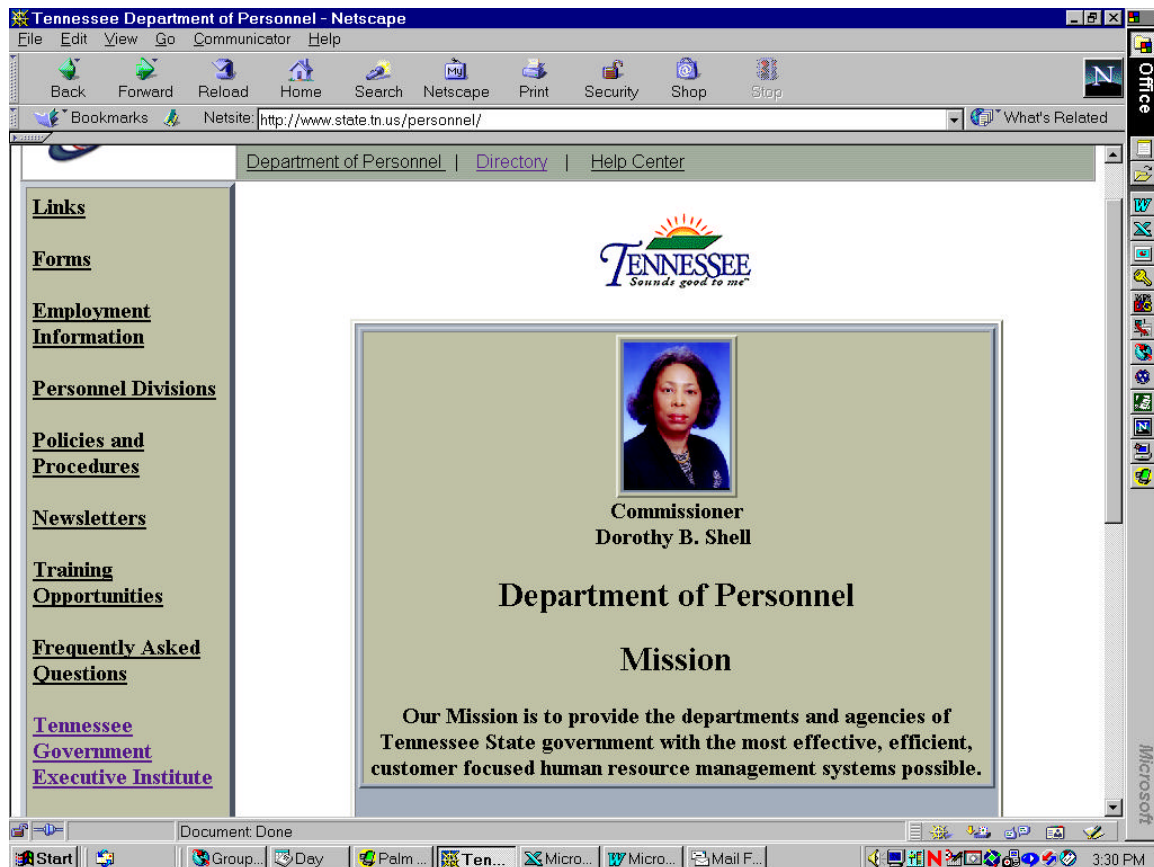 Tennessee Department of Personnel - Netscape
File Edit View Go Communicator Help
Back Forward Reload Home Search Netscape Print Security Shop Stop
My
N
Bookmarks Netsite: http://www.state.tn.us/personnel/ What's Related
Office
Department of Personnel | Directory | Help Center
Links
Forms
Employment
Information
Personnel Divisions
Policies and
Procedures
Newsletters
Training
Opportunities
Frequently Asked
Questions
Tennessee
Government
Executive Institute
TENNESSEE
Sounds good to me™
Commissioner
Dorothy B. Shell
Department of Personnel
Mission
Our Mission is to provide the departments and agencies of
Tennessee State government with the most effective, efficient,
customer focused human resource management systems possible.
Microsoft
Document: Done
Start Group... Day Palm ... Ten... Micro... Micro... Mail F... 3:30 PM